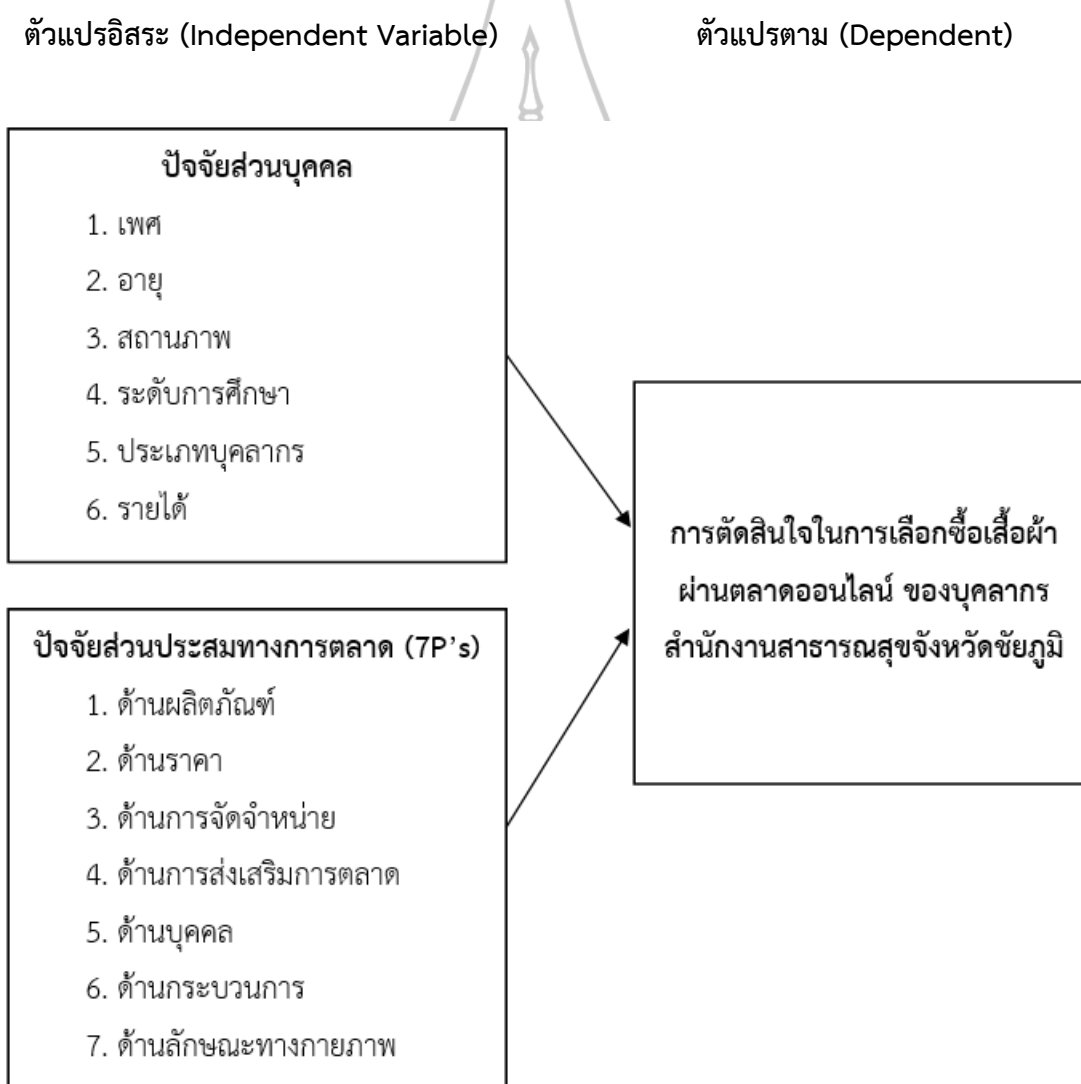 ตัวแปรอิสระ (Independent Variable)
ตัวแปรตาม (Dependent)
ปัจจัยส่วนบุคคล
1. เพศ
2. อายุ
3. สถานภาพ
4. ระดับการศึกษา
5. ประเภทบุคลากร
6. รายได้
ปัจจัยส่วนประสมทางการตลาด (7P’s)
1. ด้านผลิตภัณฑ์
2. ด้านราคา
3. ด้านการจัดจำหน่าย
4. ด้านการส่งเสริมการตลาด
5. ด้านบุคคล
6. ด้านกระบวนการ
7. ด้านลักษณะทางกายภาพ
การตัดสินใจในการเลือกซื้อเสื้อผ้า
ผ่านตลาดออนไลน์ ของบุคลากร
สำนักงานสาธารณสุขจังหวัดชัยภูมิ